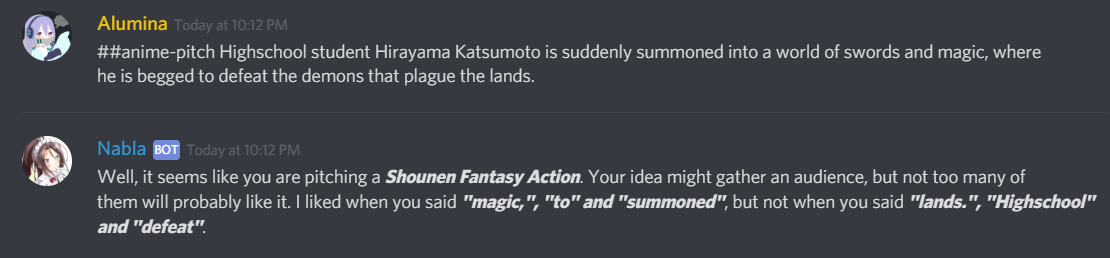 Alumina Today at 10:12 PM
##anime-pitch Highschool student Hirayama Katsumoto is suddenly summoned into a world of swords and magic, where
he is begged to defeat the demons that plague the lands.
Nabla BOT Today at 10:12 PM
Well, it seems like you are pitching a Shounen Fantasy Action. Your idea might gather an audience, but not too many of
them will probably like it. I liked when you said "magic,", "to" and "summoned", but not when you said "lands.", "Highschool"
and "defeat".